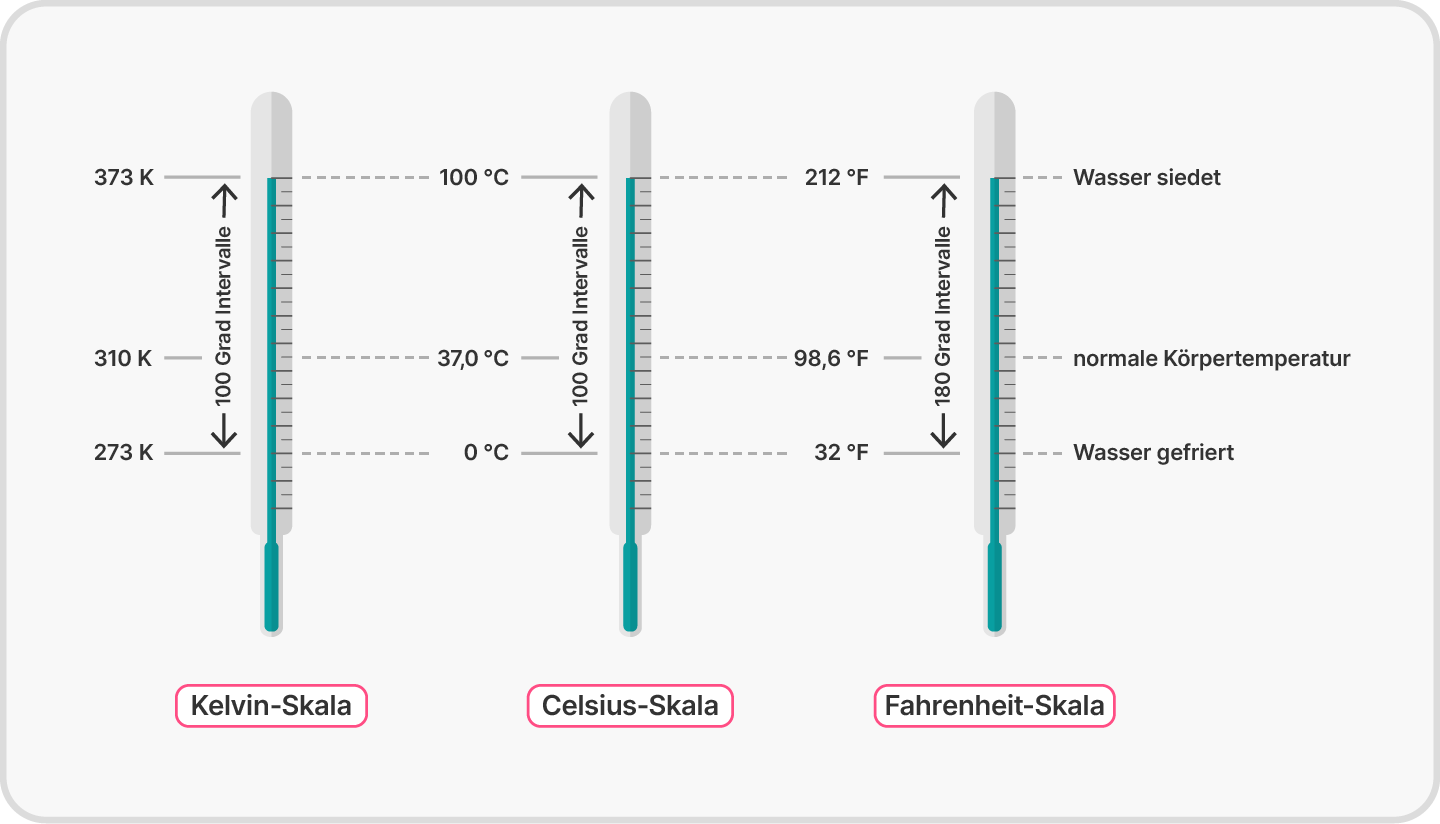 373 K
100 °C
212 °F
Wasser siedet
100 Grad Intervalle
100 Grad Intervalle
180 Grad Intervalle
310 K
37,0 °C
98,6 °F
normale Körpertemperatur
273 K
0 °C
32 °F
Wasser gefriert
Kelvin-Skala
Celsius-Skala
Fahrenheit-Skala